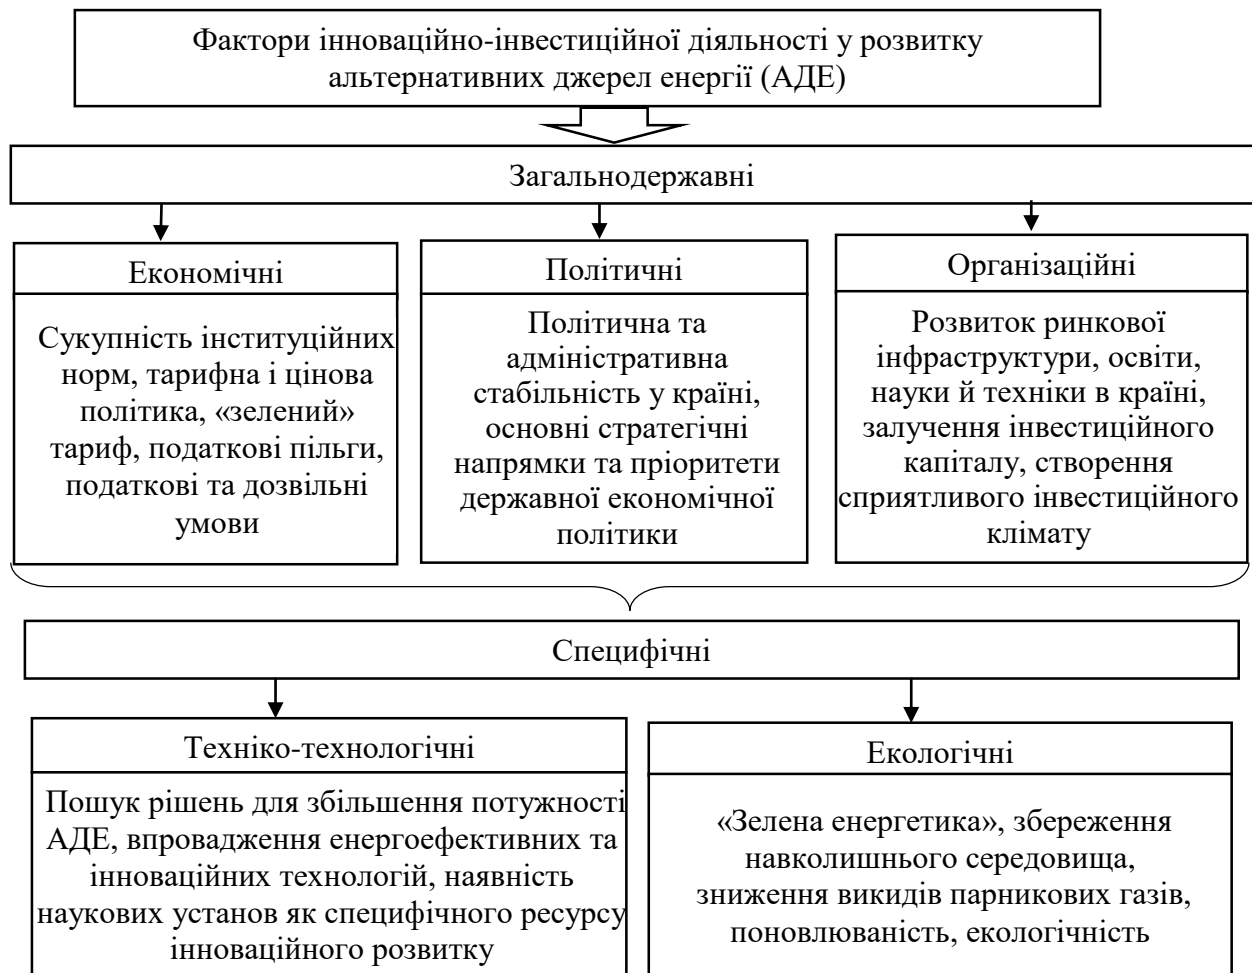 Фактори інноваційно-інвестиційної діяльності у розвитку
альтернативних джерел енергії (АДЕ)
Загальнодержавні
Економічні
Сукупність інституційних
норм, тарифна і цінова
політика, «зелений»
тариф, податкові пільги,
податкові та дозвільні
умови
Політичні
Політична та
адміністративна
стабільність у країні,
основні стратегічні
напрямки та пріоритети
державної економічної
політики
Організаційні
Розвиток ринкової
інфраструктури, освіти,
науки й техніки в країні,
залучення інвестиційного
капіталу, створення
сприятливого інвестиційного
клімату
Специфічні
Техніко-технологічні
Пошук рішень для збільшення потужності
АДЕ, впровадження енергоефективних та
інноваційних технологій, наявність
наукових установ як специфічного ресурсу
інноваційного розвитку
Екологічні
«Зелена енергетика», збереження
навколишнього середовища,
зниження викидів парникових газів,
поновлюваність, екологічність